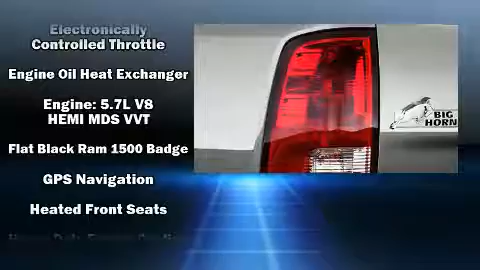 Electronically
Controlled Throttle
Engine Oil Heat Exchanger
Engine: 5.7L V8
HEMI MDS VVT
Flat Black Ram 1500 Badge
GPS Navigation
Heated Front Seats
BIG
HORN